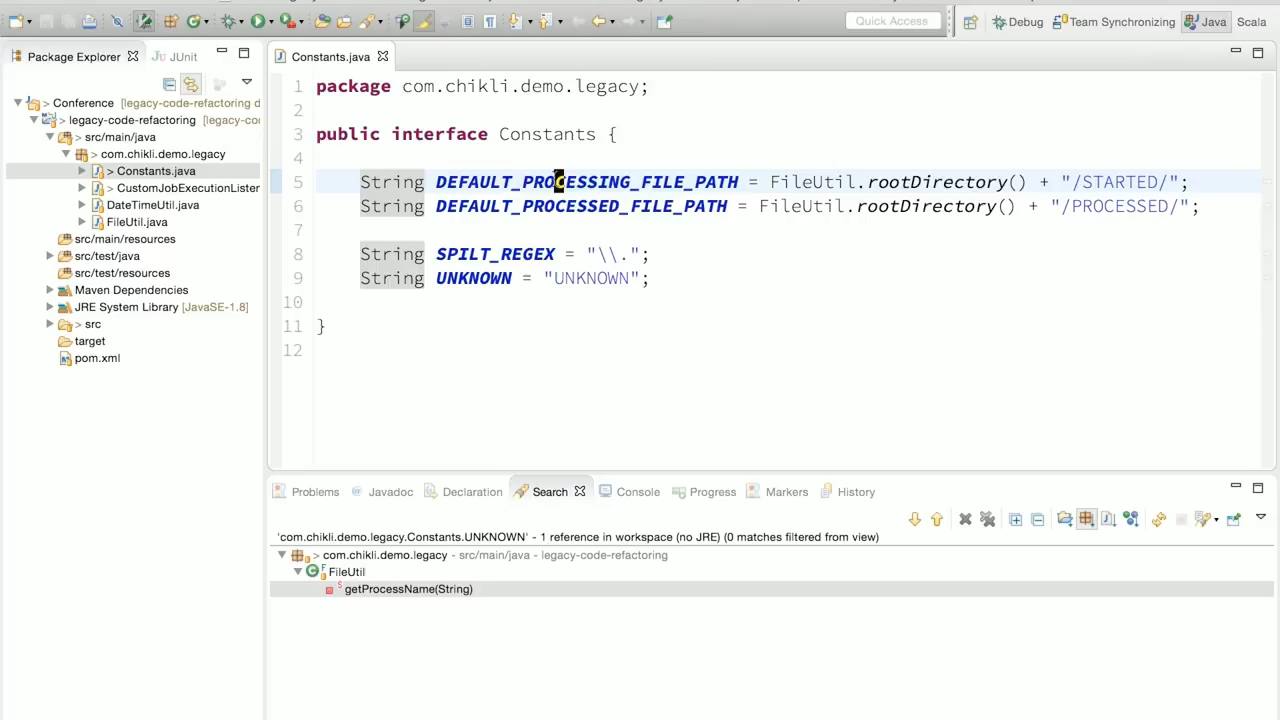 Quick Access
Debug
Team Synchronizing
Java
Scala
Package Explorer
JUnit
Constants.java
> Conference [legacy-code-refactoring d
> legacy-code-refactoring (legacy-co
> src/main/java
> com.chikli.demo.legacy
> Constants.java
> CustomJobExecutionListen
DateTimeUtil.java
> FileUtil.java
src/main/resources
src/test/java
src/test/resources
Maven Dependencies
JRE System Library [JavaSE-1.8]
> src
target
pom.xml
1 package com.chikli.demo.legacy;
2
3 public interface Constants {
4
5 String DEFAULT_PROCESSING_FILE_PATH = FileUtil.rootDirectory() + "/STARTED/";
6 String DEFAULT_PROCESSED_FILE_PATH = FileUtil.rootDirectory() + "/PROCESSED/";
7
8 String SPILT_REGEX = "\\.";
9 String UNKNOWN = "UNKNOWN";
10
11 }
12
Problems
Javadoc
Declaration
Search
Console
Progress
Markers
History
'com.chikli.demo.legacy.Constants.UNKNOWN' - 1 reference in workspace (no JRE) (0 matches filtered from view)
> com.chikli.demo.legacy - src/main/java - legacy-code-refactoring
FileUtil
getProcessName(String)